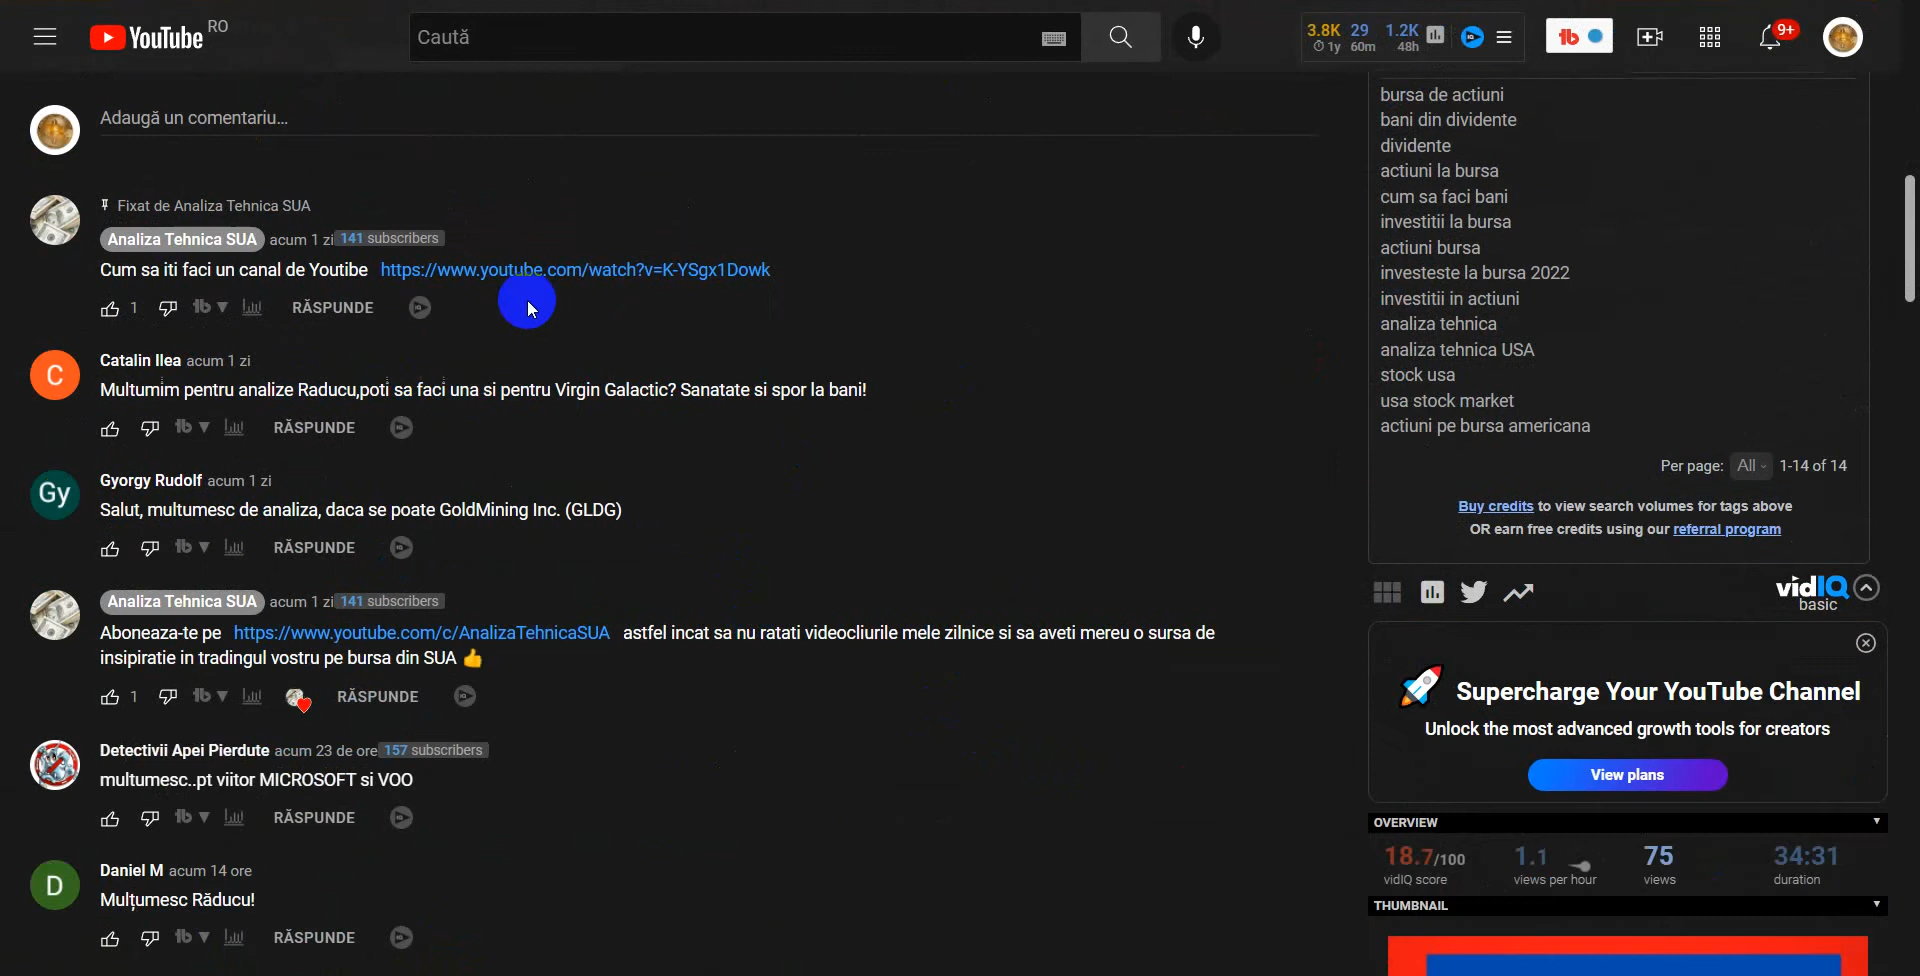 YouTube RO
Caută
3.8K 29 1.2K
1y 60m 48h
tb
9+
Adaugă un comentariu...
Fixat de Analiza Tehnica SUA
Analiza Tehnica SUA acum 1 zi 141 subscribers
Cum sa iti faci un canal de Youtibe https://www.youtube.com/watch?v=K-YSgx1Dowk
1 tb RĂSPUNDE
C
Catalin Ilea acum 1 zi
Multumim pentru analize Raducu,poti sa faci una si pentru Virgin Galactic? Sanatate si spor la bani!
tb RĂSPUNDE
Gy
Gyorgy Rudolf acum 1 zi
Salut, multumesc de analiza, daca se poate GoldMining Inc. (GLDG)
tb RĂSPUNDE
Analiza Tehnica SUA acum 1 zi 141 subscribers
Aboneaza-te pe https://www.youtube.com/c/AnalizaTehnicaSUA astfel incat sa nu ratati videocliurile mele zilnice si sa aveti mereu o sursa de
insipiratie in tradingul vostru pe bursa din SUA 👍
1 tb RĂSPUNDE
Detectivii Apei Pierdute acum 23 de ore 157 subscribers
multumesc..pt viitor MICROSOFT si VOO
tb RĂSPUNDE
D
Daniel M acum 14 ore
Mulțumesc Răducu!
tb RĂSPUNDE
bursa de actiuni
bani din dividente
dividente
actiuni la bursa
cum sa faci bani
investitii la bursa
actiuni bursa
investeste la bursa 2022
investitii in actiuni
analiza tehnica
analiza tehnica USA
stock usa
usa stock market
actiuni pe bursa americana
Per page: All 1-14 of 14
Buy credits to view search volumes for tags above
OR earn free credits using our referral program
vidIQ
basic
Supercharge Your YouTube Channel
Unlock the most advanced growth tools for creators
View plans
OVERVIEW
18.7/100 1.1 75 34:31
vidIQ score views per hour views duration
THUMBNAIL